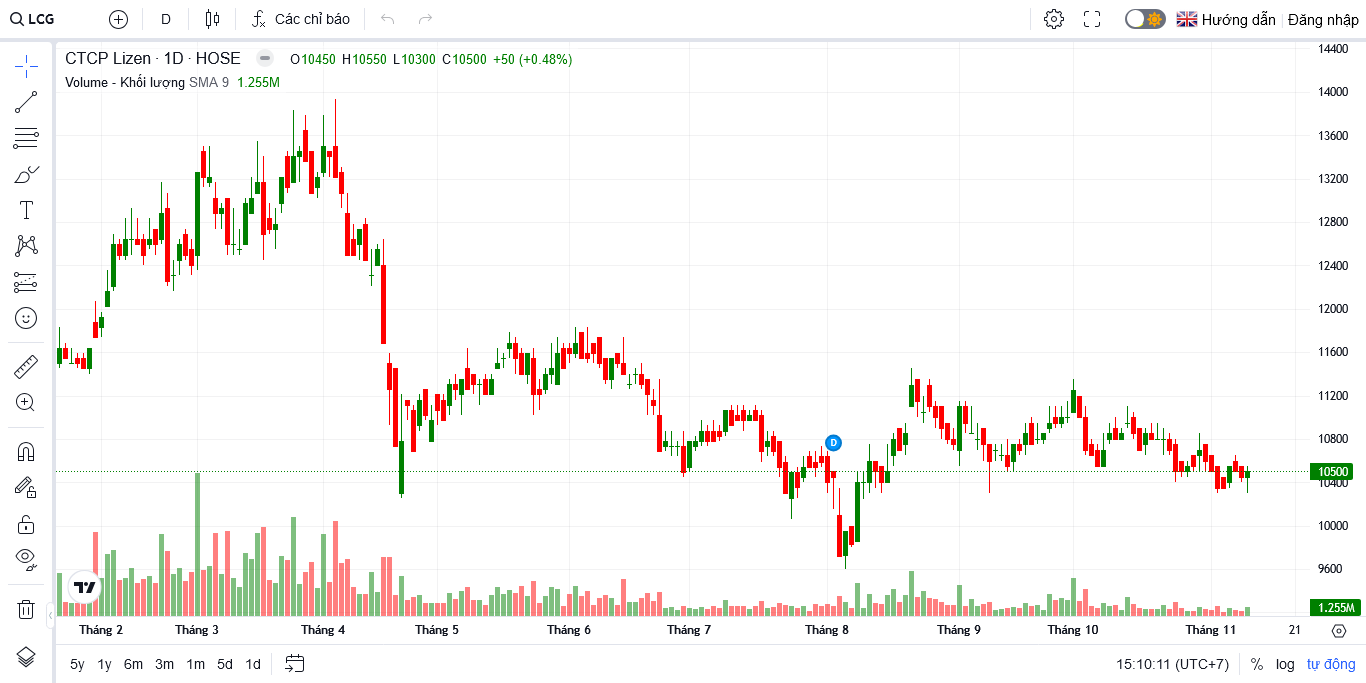 LCG D Các chỉ báo Hướng dẫn Đăng nhập
CTCP Lizen · 1D · HOSE O10450 H10550 L10300 C10500 +50 (+0.48%)
Volume - Khối lượng SMA 9 1.255M
14400
14000
13600
13200
12800
12400
12000
11600
11200
10800
10500
10400
10000
9600
D
1.255M
Tháng 2 Tháng 3 Tháng 4 Tháng 5 Tháng 6 Tháng 7 Tháng 8 Tháng 9 Tháng 10 Tháng 11 21
5y 1y 6m 3m 1m 5d 1d 15:10:11 (UTC+7) % log tự động